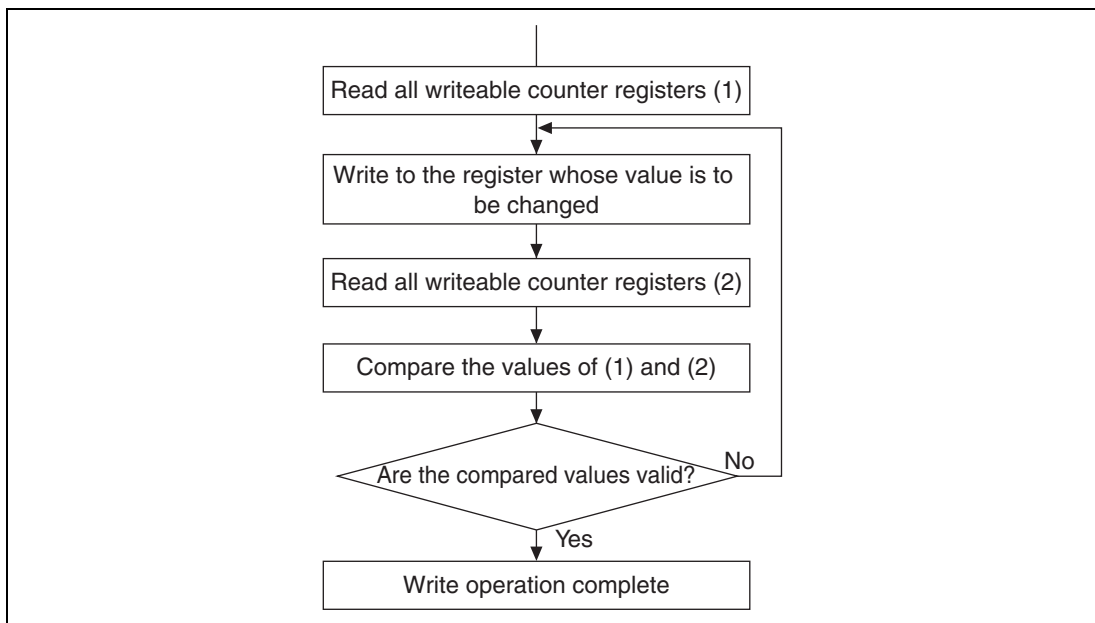 Read all writeable counter registers (1)
Write to the register whose value is to
be changed
Read all writeable counter registers (2)
Compare the values of (1) and (2)
Are the compared values valid?
No
Yes
Write operation complete